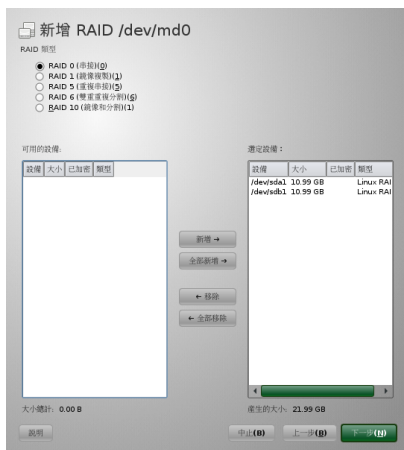 新增 RAID /dev/md0
RAID 類型
RAID 0 (串接)(0)
RAID 1 (鏡像複製)(1)
RAID 5 (重複串接)(5)
RAID 6 (雙重重複分割)(6)
RAID 10 (鏡像和分割)(1)
可用的設備:
選定設備：
設備 大小 已加密 類型
設備 大小 已加密 類型
/dev/sda1 10.99 GB Linux RAI
/dev/sdb1 10.99 GB Linux RAI
新增 →
全部新增 →
← 移除
← 全部移除
大小總計: 0.00 B
產生的大小: 21.99 GB
說明
中止(B)
上一步(B)
下一步(N)